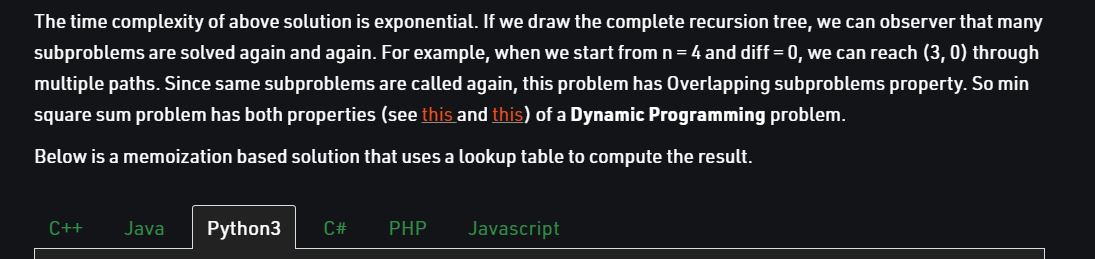 The time complexity of above solution is exponential. If we draw the complete recursion tree, we can observer that many
subproblems are solved again and again. For example, when we start from n = 4 and diff = 0, we can reach (3, 0) through
multiple paths. Since same subproblems are called again, this problem has Overlapping subproblems property. So min
square sum problem has both properties (see this and this) of a Dynamic Programming problem.
Below is a memoization based solution that uses a lookup table to compute the result.
C++ Java Python3 C# PHP Javascript